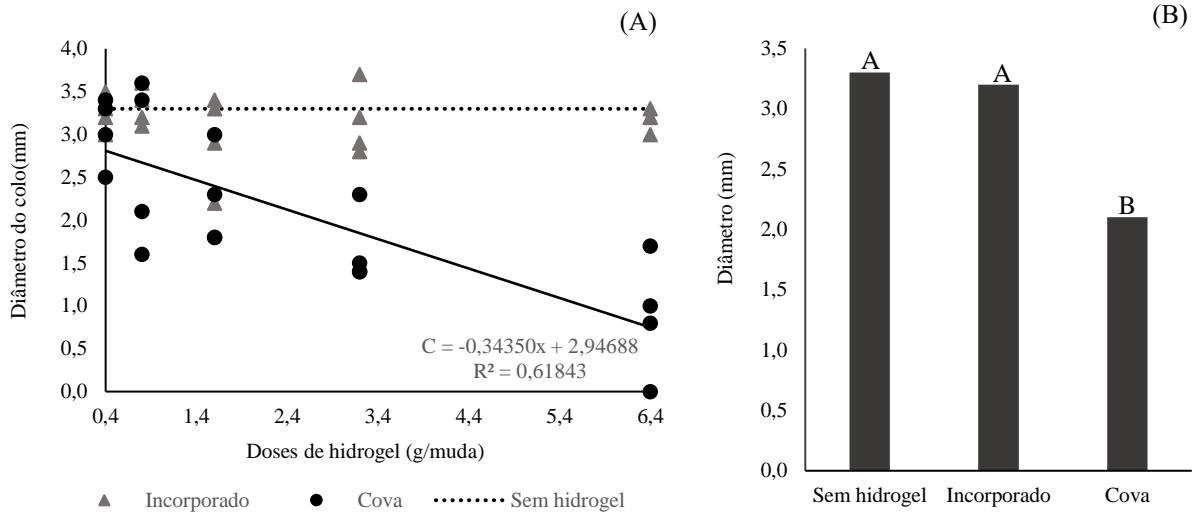 (A)
4,0
3,5
3,0
2,5
2,0
1,5
1,0
0,5
0,0
Diâmetro do colo(mm)
C = -0,34350x + 2,94688
R² = 0,61843
0,4 1,4 2,4 3,4 4,4 5,4 6,4
Doses de hidrogel (g/muda)
Incorporado Cova Sem hidrogel
(B)
3,5
3,0
2,5
2,0
1,5
1,0
0,5
0,0
Diâmetro (mm)
A A B
Sem hidrogel Incorporado Cova